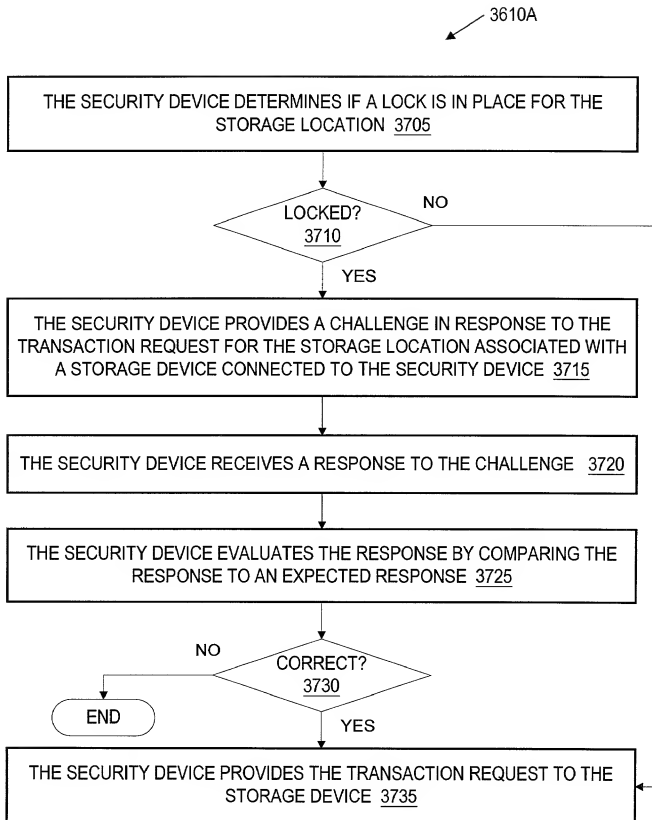 3610A
THE SECURITY DEVICE DETERMINES IF A LOCK IS IN PLACE FOR THE
STORAGE LOCATION 3705
LOCKED?
3710
NO
YES
THE SECURITY DEVICE PROVIDES A CHALLENGE IN RESPONSE TO THE
TRANSACTION REQUEST FOR THE STORAGE LOCATION ASSOCIATED WITH
A STORAGE DEVICE CONNECTED TO THE SECURITY DEVICE 3715
THE SECURITY DEVICE RECEIVES A RESPONSE TO THE CHALLENGE 3720
THE SECURITY DEVICE EVALUATES THE RESPONSE BY COMPARING THE
RESPONSE TO AN EXPECTED RESPONSE 3725
NO
CORRECT?
3730
END
YES
THE SECURITY DEVICE PROVIDES THE TRANSACTION REQUEST TO THE
STORAGE DEVICE 3735